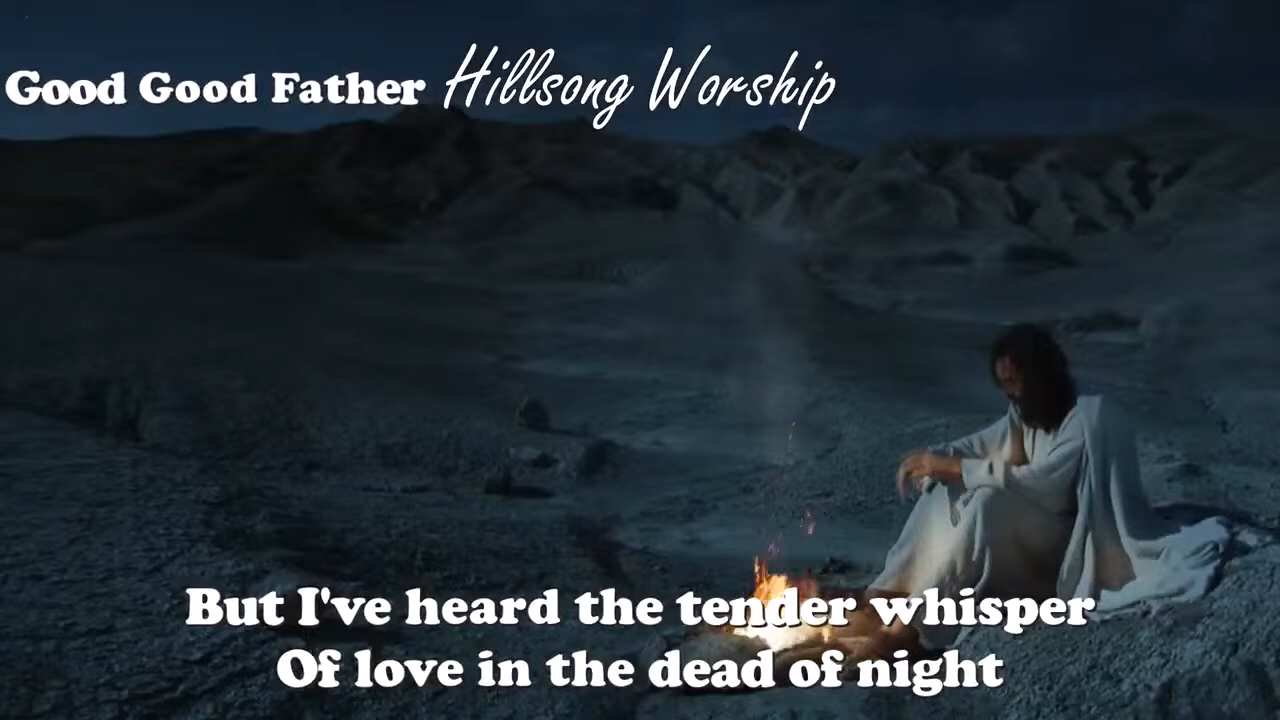 Good Good Father Hillsong Worship
But I've heard the tender whisper
Of love in the dead of night